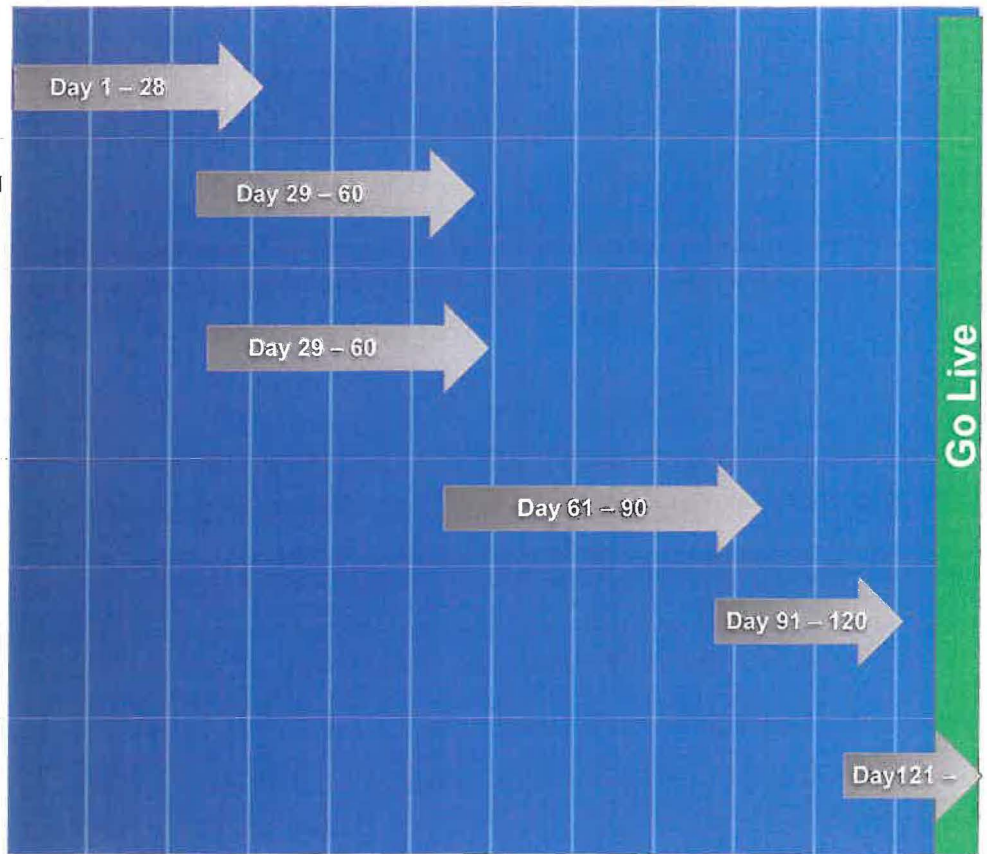 Day 1 – 28
Day 29 – 60
Day 29 – 60
Go Live
Day 61 – 90
Day 91 – 120
Day121 –